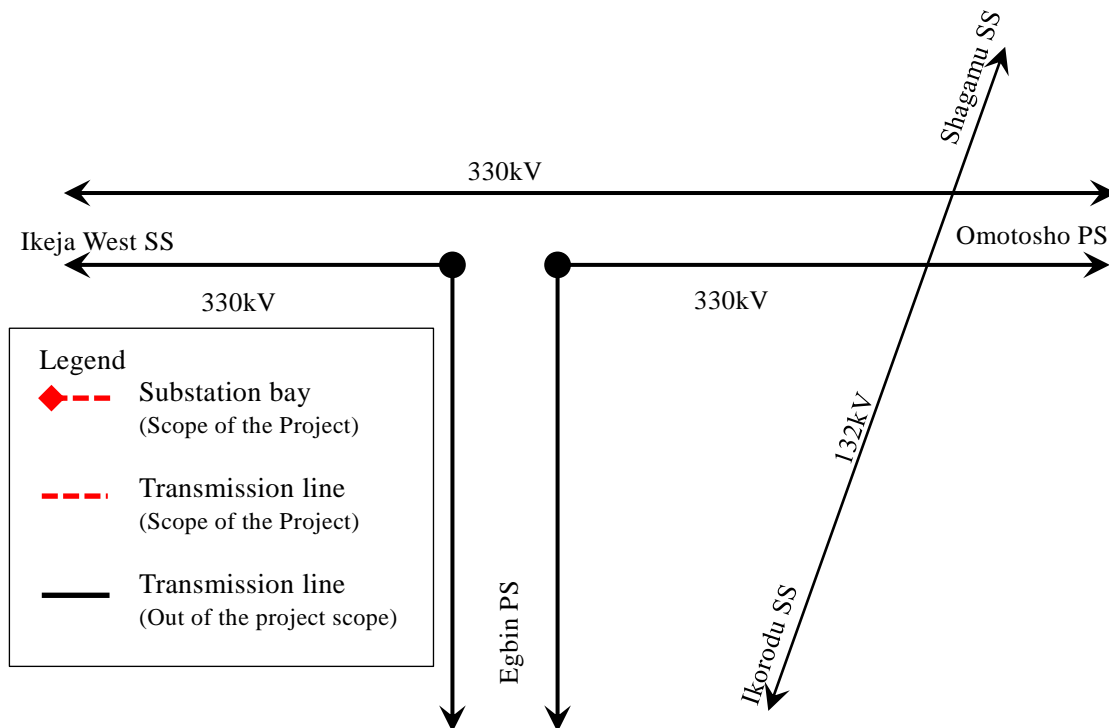 Shagamu SS
330kV
Ikeja West SS
Omotosho PS
330kV
330kV
Legend
Substation bay
(Scope of the Project)
132kV
Transmission line
(Scope of the Project)
Transmission line
(Out of the project scope)
Egbin PS
Ikorodu SS